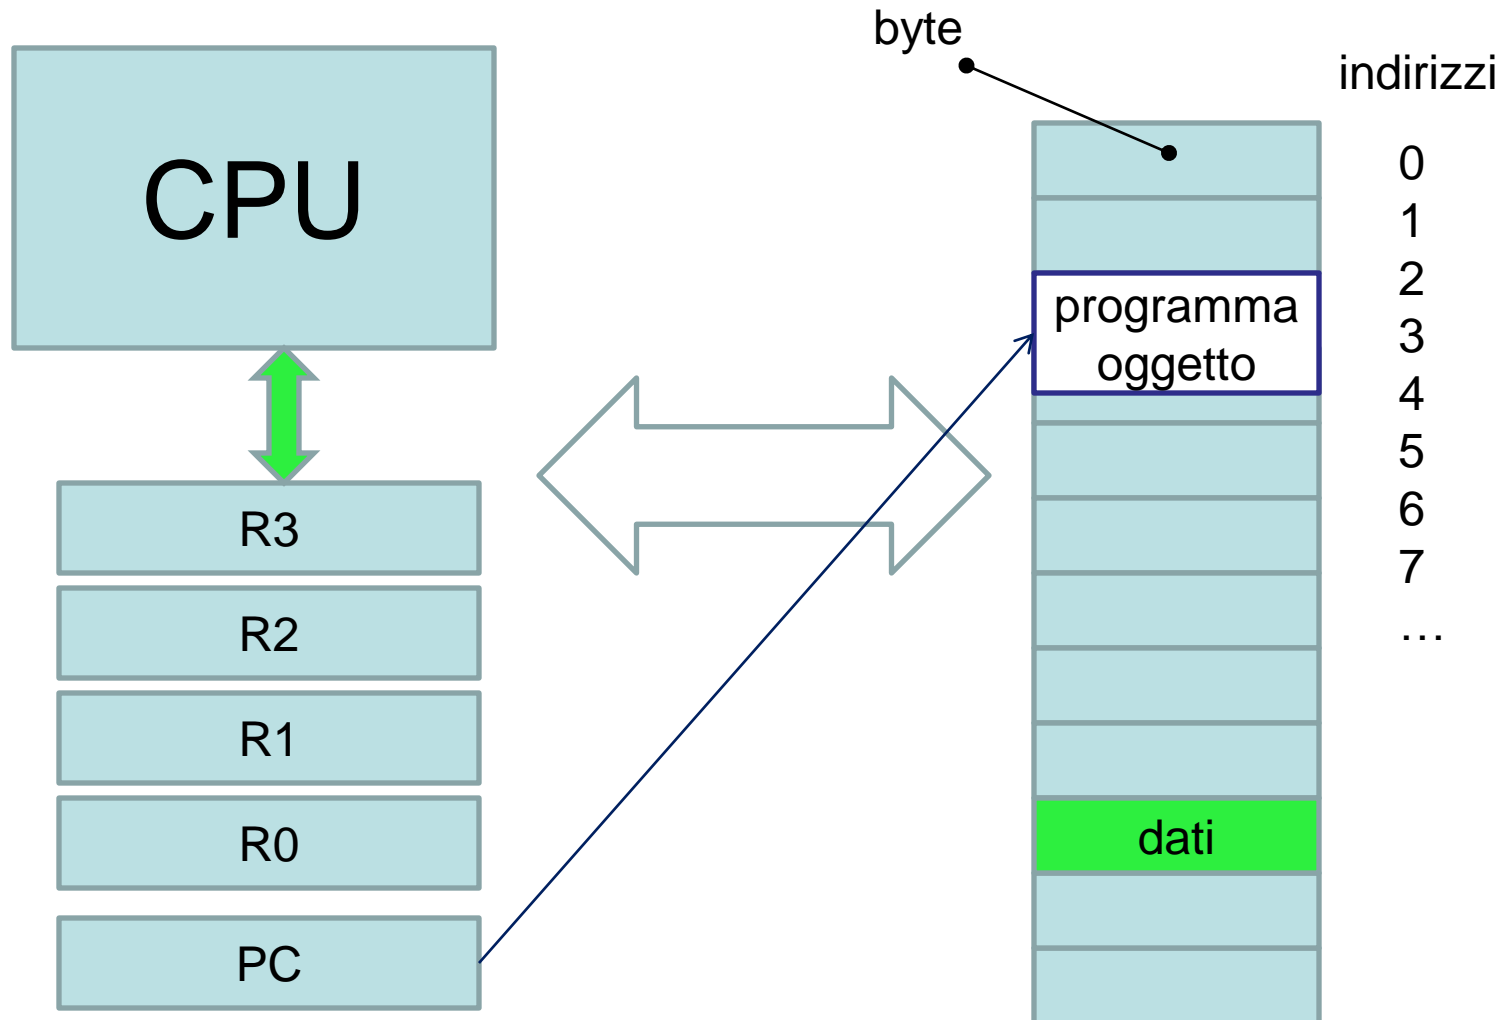 byte
indirizzi
CPU
0
1
2
programma
3
oggetto
4
5
R3
6
7
R2
…
R1
R0
dati
PC